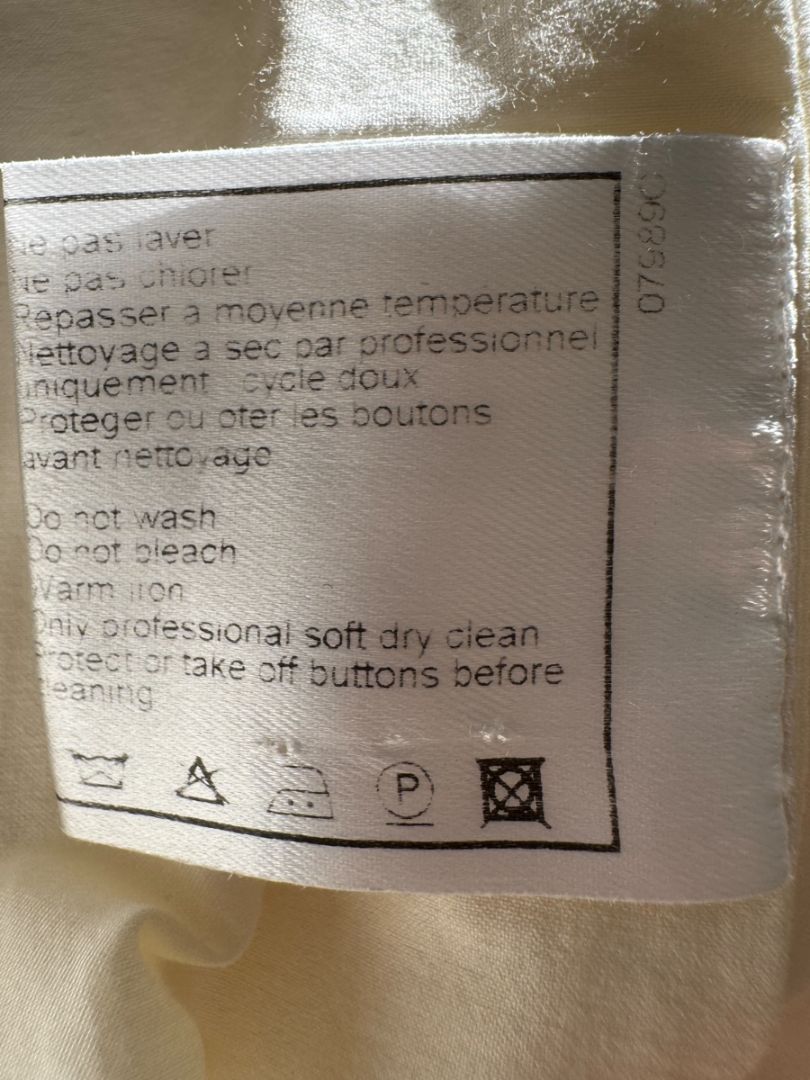 Ne pas laver
Ne pas chlorer
Repasser a moyenne temperature
Nettoyage a sec par professionnel
uniquement cycle doux
Proteger ou oter les boutons
avant nettoyage
Do not wash
Do not bleach
Warm iron
Only professional soft dry clean
Protect or take off buttons before
cleaning
P